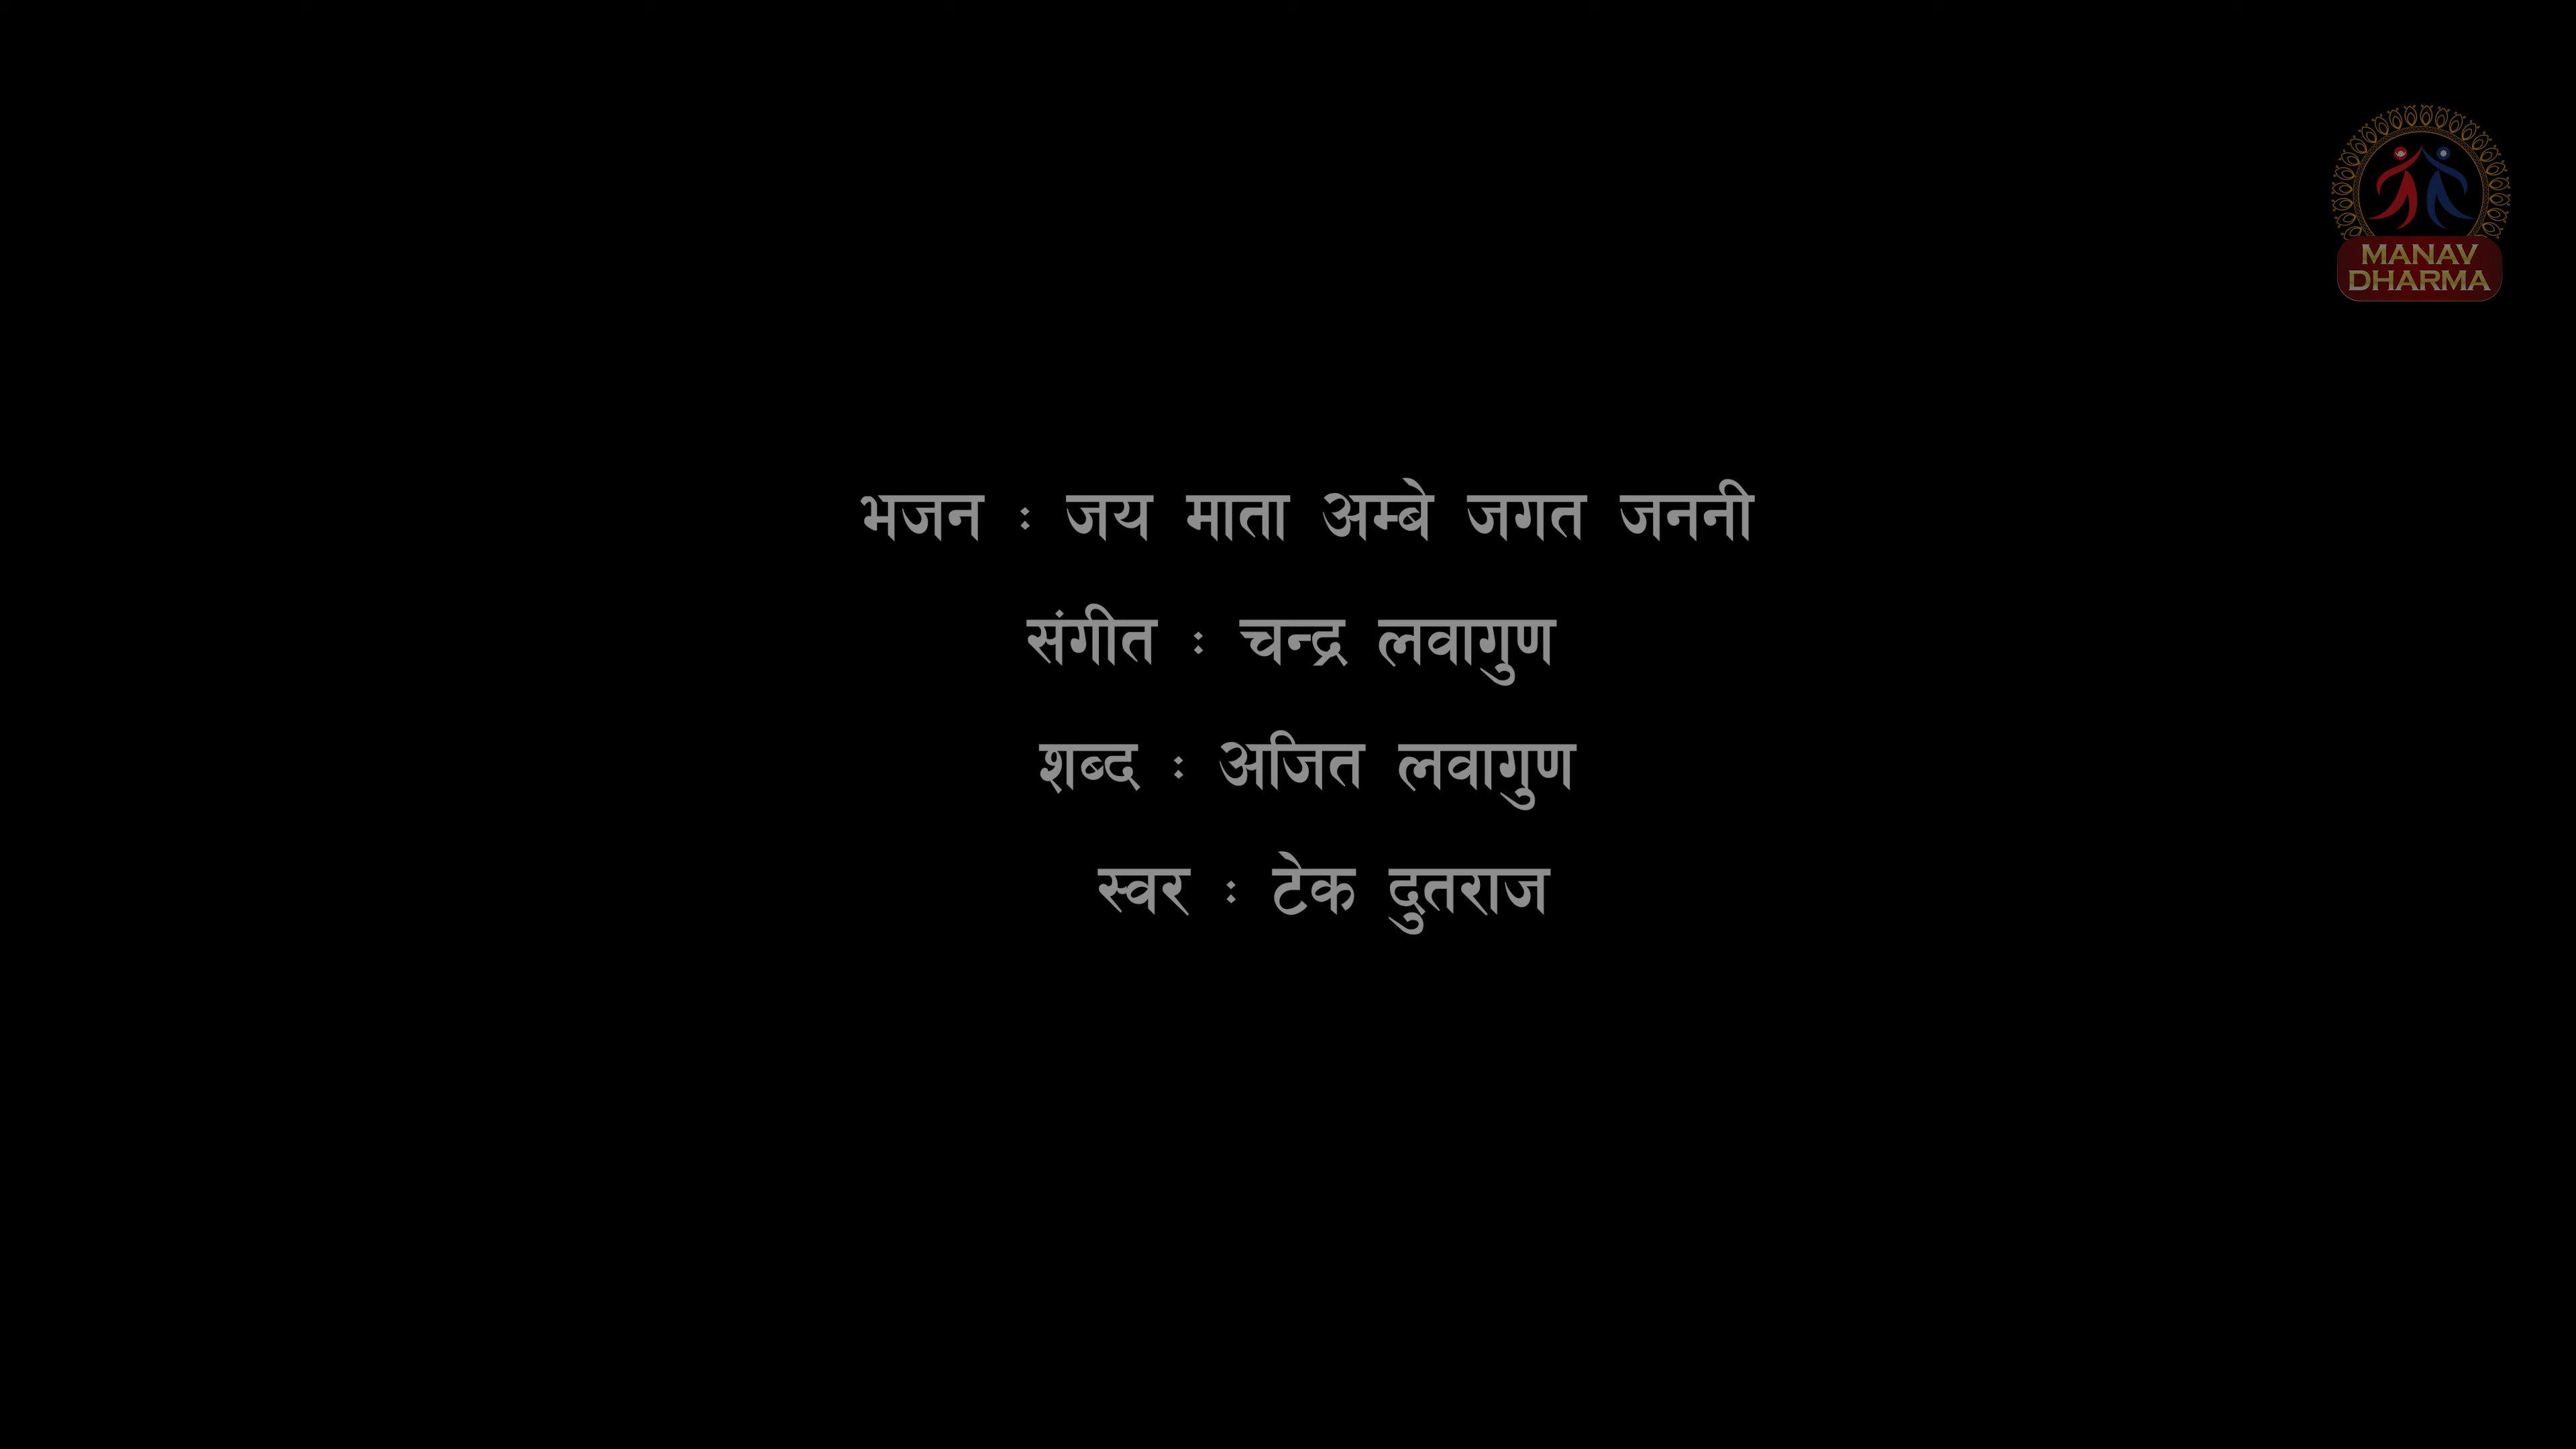 MANAV
DHARMA
भजन : जय माता अम्बे जगत जननी
संगीत : चन्द्र लवागुण
शब्द : अजित लवागुण
स्वर : टेक दुतराज